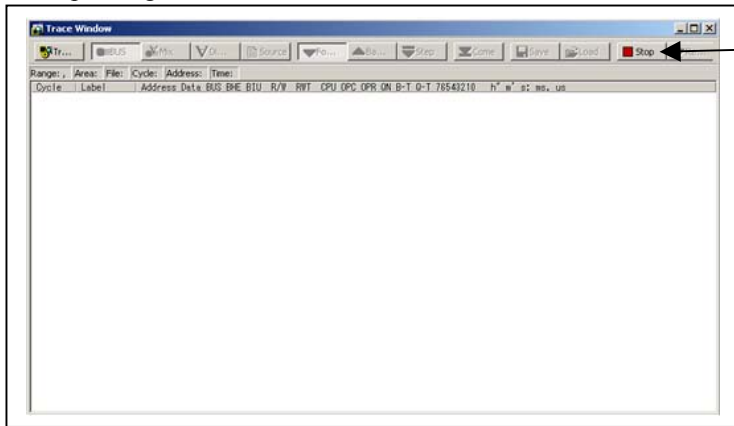 Trace Window
Tr... BUS Mix Di... Source Fo... Ba... Step Come Save Load Stop
Range: , Area: File: Cycle: Address: Time:
Cycle Label Address Data BUS BHE BIU R/W RWT CPU OPC OPR QN B-T Q-T 76543210 h" m' s: ms. us